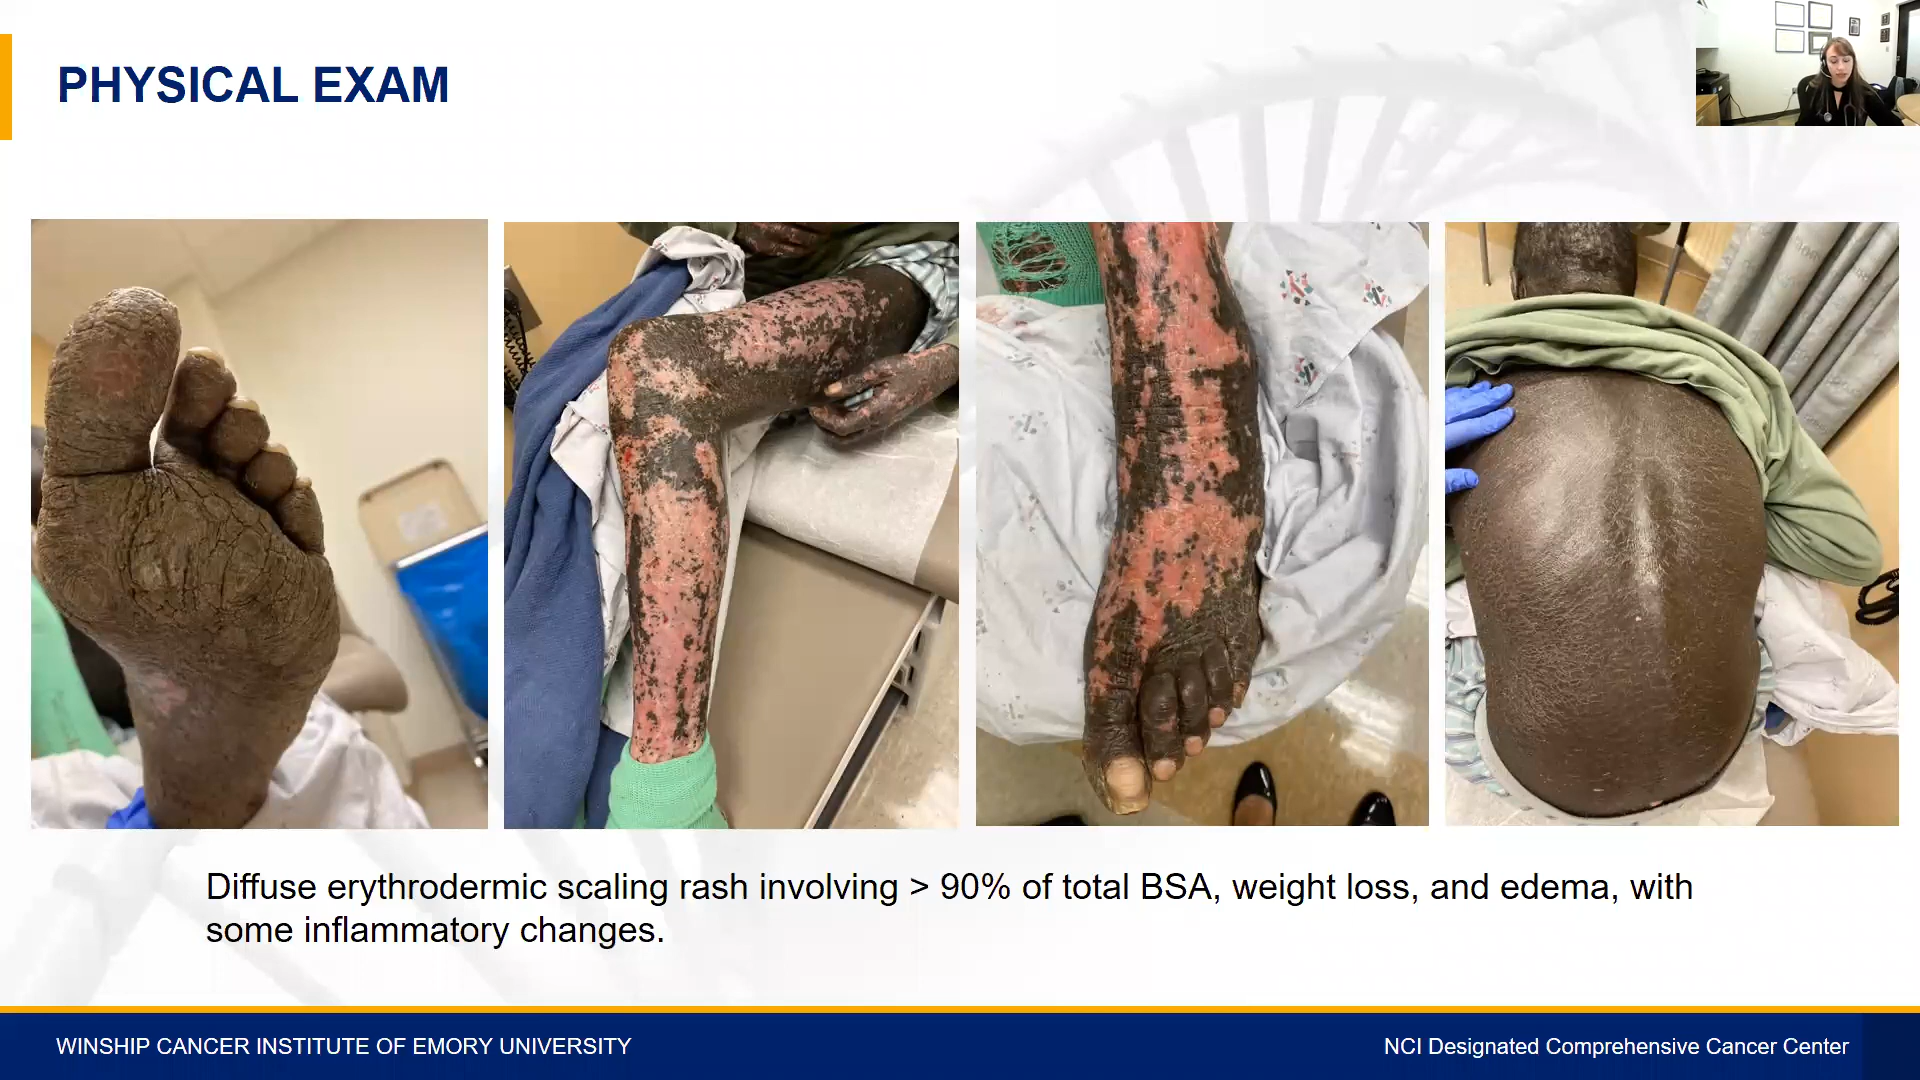 PHYSICAL EXAM
Diffuse erythrodermic scaling rash involving > 90% of total BSA, weight loss, and edema, with
some inflammatory changes.
WINSHIP CANCER INSTITUTE OF EMORY UNIVERSITY
NCI Designated Comprehensive Cancer Center